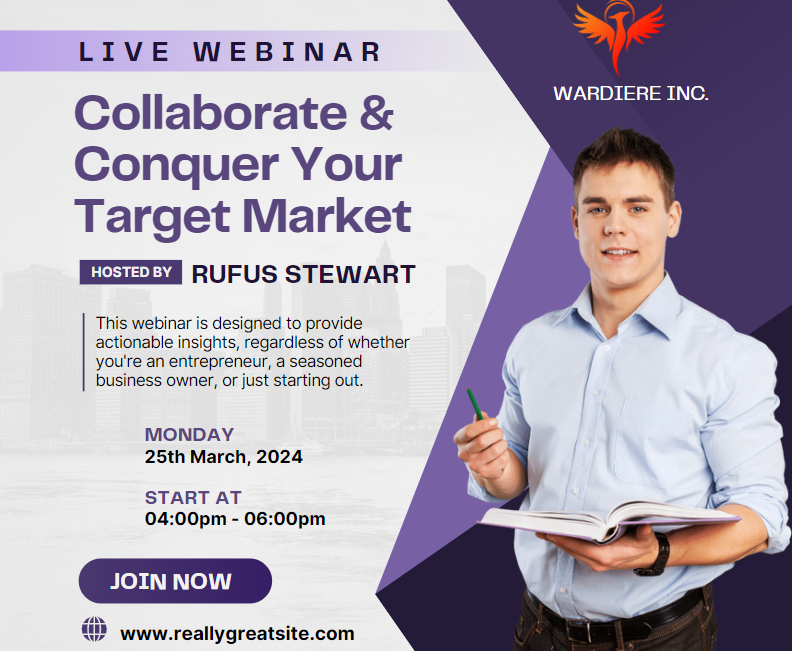 LIVE WEBINAR
WARDIERE INC.
Collaborate &
Conquer Your
Target Market
HOSTED BY RUFUS STEWART
This webinar is designed to provide
actionable insights, regardless of whether
you're an entrepreneur, a seasoned
business owner, or just starting out.
MONDAY
25th March, 2024
START AT
04:00pm - 06:00pm
JOIN NOW
www.reallygreatsite.com